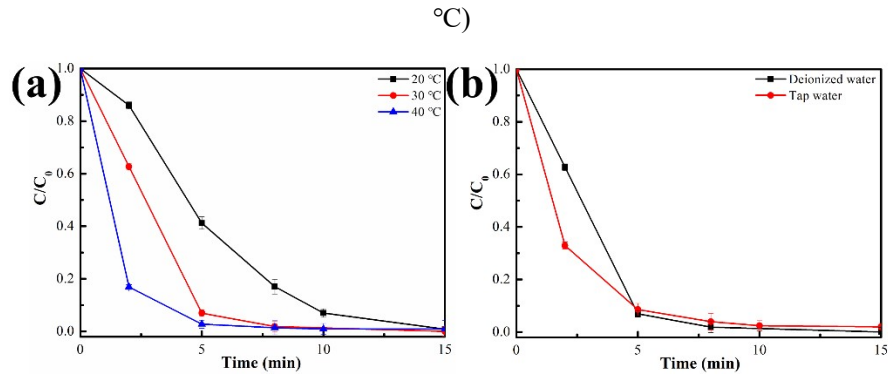 °C)
(a)
1.0
0.8
0.6
0.4
0.2
0.0
C/C₀
0
5
10
15
Time (min)
20 °C
30 °C
40 °C
(b)
1.0
0.8
0.6
0.4
0.2
0.0
C/C₀
0
5
10
15
Time (min)
Deionized water
Tap water